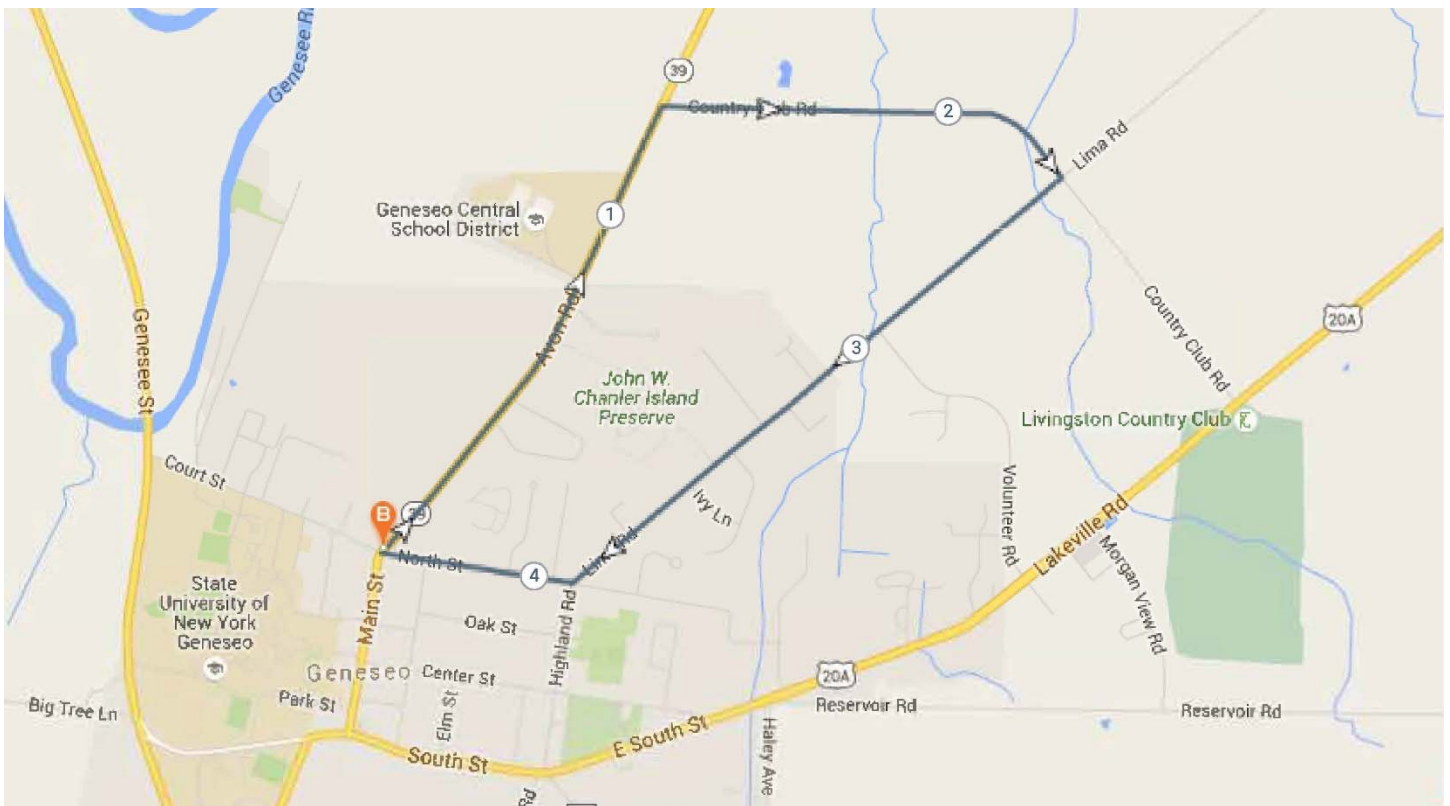 Genesee Ri
39
Country Club Rd
2
Lima Rd
Geneseo Central
School District
1
Genesee St
Avon Rd
Country Club Rd
20A
3
John W.
Chanler Island
Preserve
Livingston Country Club
Court St
Volunteer Rd
Ivy Ln
B
39
Lakeville Rd
Lima Rd
North St
4
Morgan View Rd
State
University of
New York
Geneseo
Main St
Oak St
Highland Rd
Geneseo
Center St
20A
Park St
Elm St
Reservoir Rd
Reservoir Rd
Big Tree Ln
E South St
South St
Haley Ave
Rd